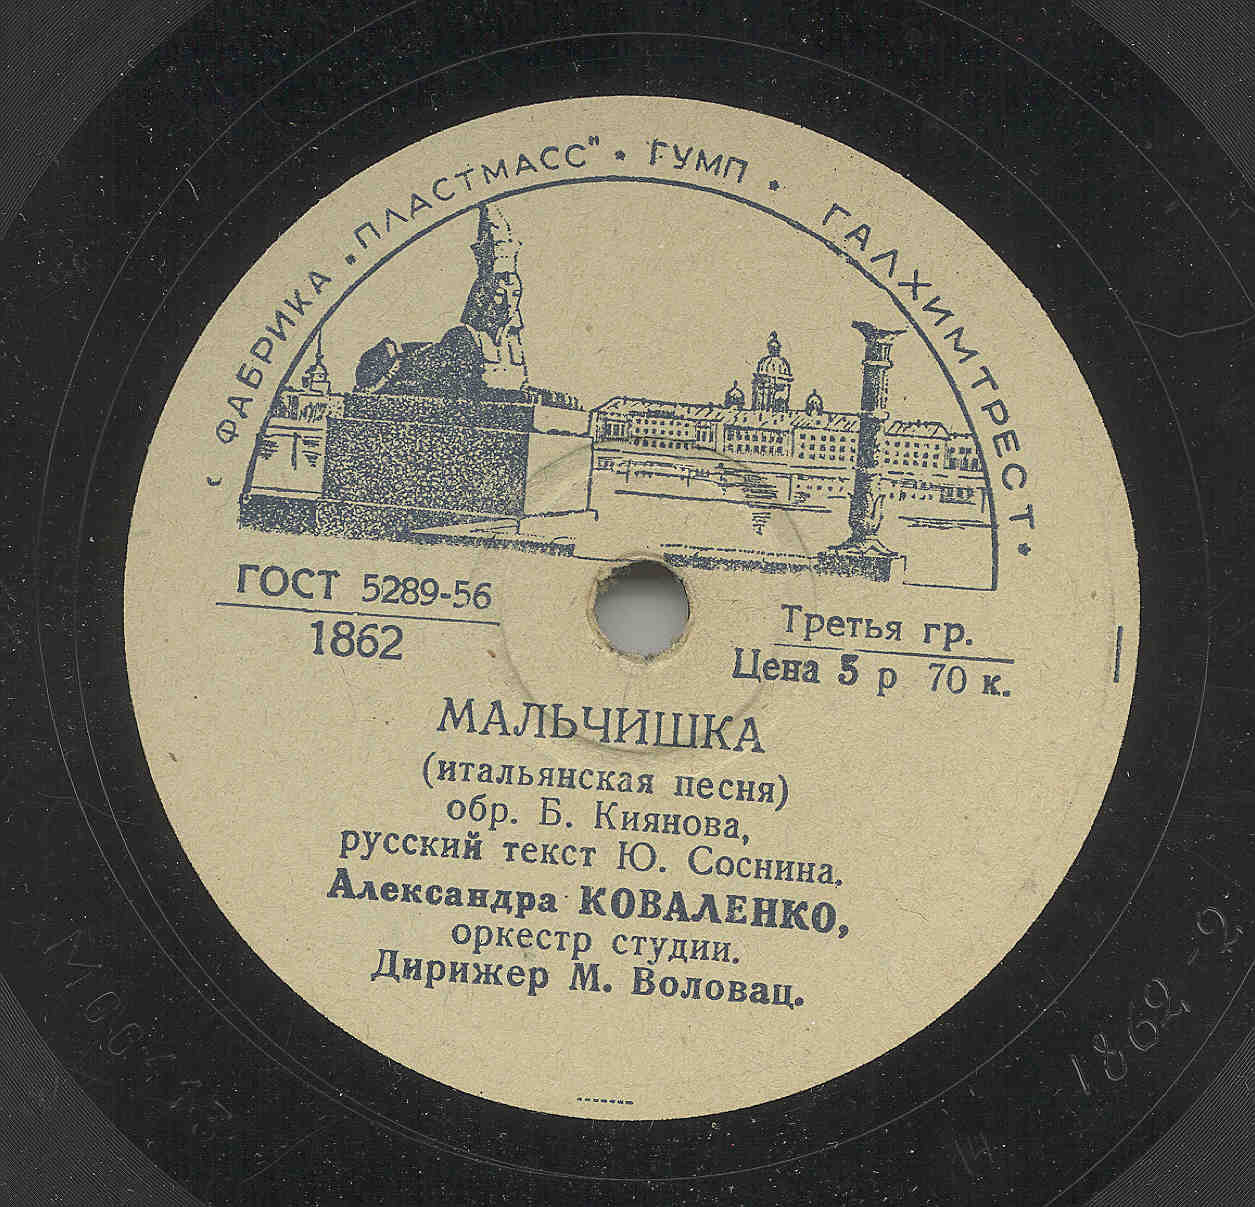 ФАБРИКА „ПЛАСТМАСС" * ГУМП * ГАЛХИМТРЕСТ *
ГОСТ 5289-56
1862
Третья гр.
Цена 5 р 70 к.
МАЛЬЧИШКА
(итальянская песня)
обр. Б. Киянова,
русский текст Ю. Соснина.
Александра КОВАЛЕНКО,
оркестр студии.
Дирижер М. Воловац.
1862-2